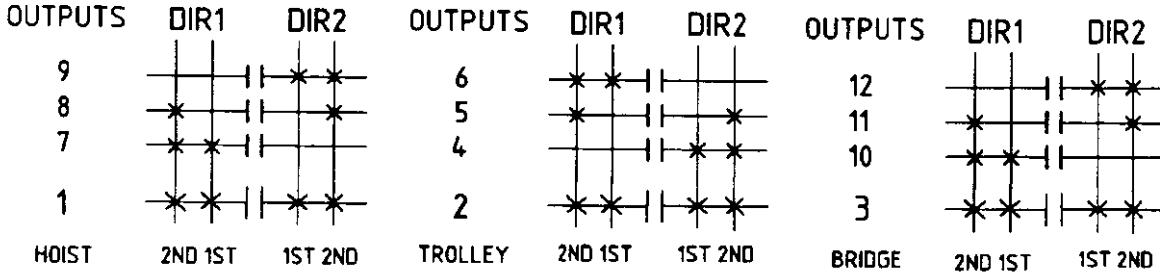 OUTPUTS DIR1 DIR2
9
8
7
1
HOIST 2ND 1ST 1ST 2ND
OUTPUTS DIR1 DIR2
6
5
4
2
TROLLEY 2ND 1ST 1ST 2ND
OUTPUTS DIR1 DIR2
12
11
10
3
BRIDGE 2ND 1ST 1ST 2ND